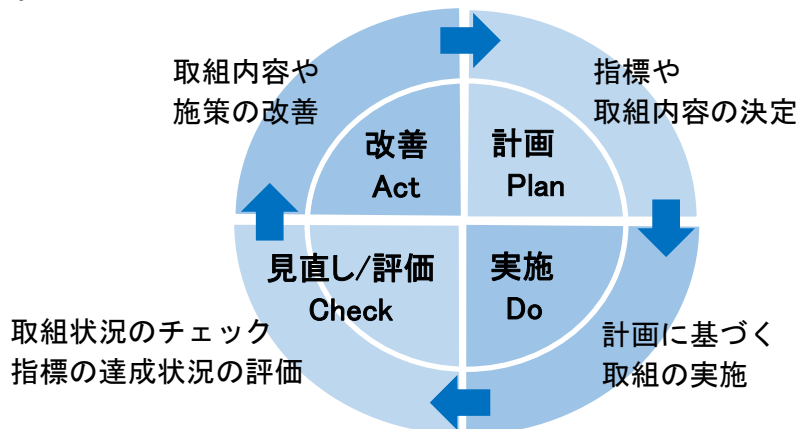 取組内容や
施策の改善
指標や
取組内容の決定
改善
Act
計画
Plan
見直し/評価
Check
実施
Do
取組状況のチェック
指標の達成状況の評価
計画に基づく
取組の実施